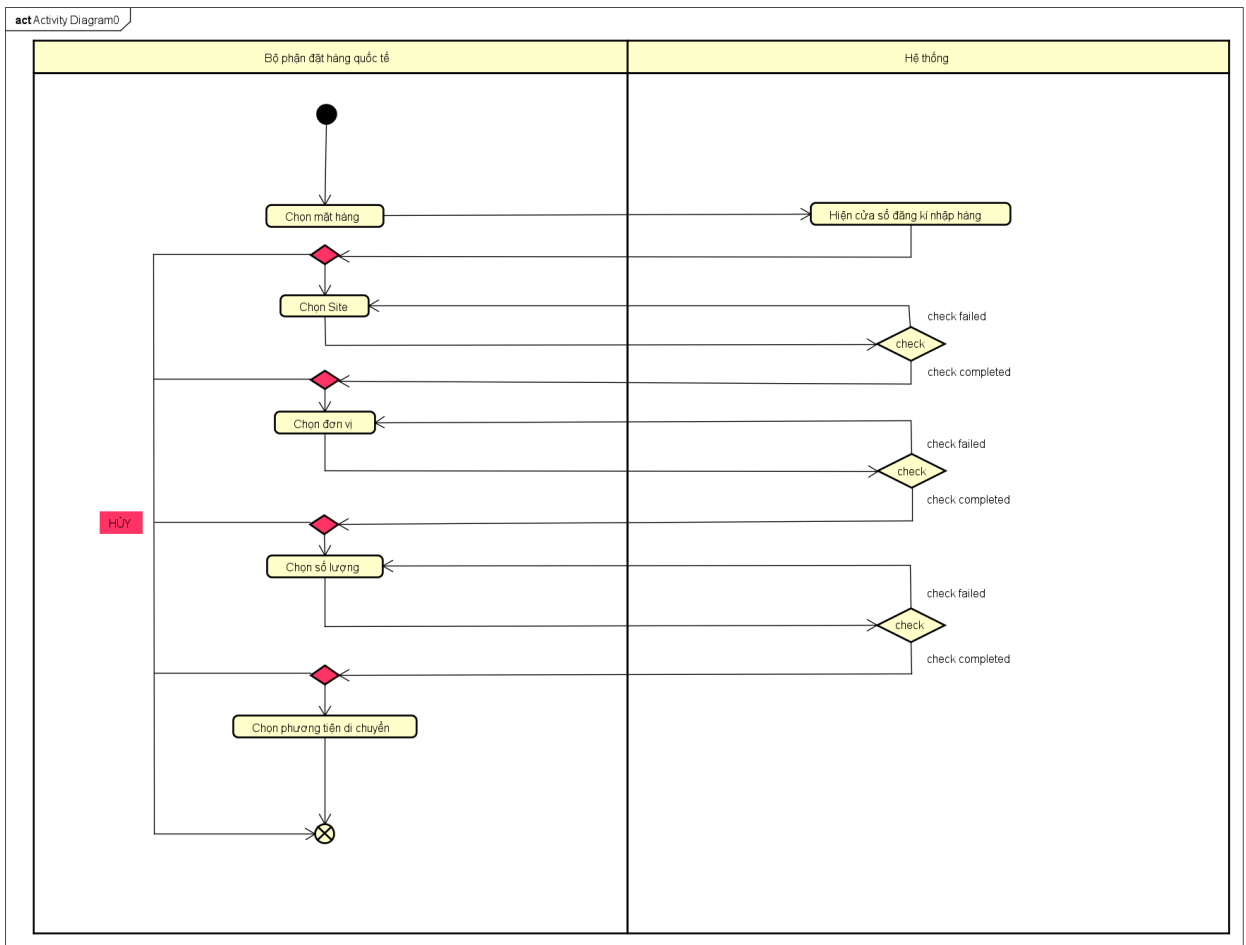 act Activity Diagram0
Bộ phận đặt hàng quốc tế
Hệ thống
Chọn mặt hàng
Hiện cửa sổ đăng kí nhập hàng
Chọn Site
check failed
check
check completed
Chọn đơn vị
check failed
check
check completed
HỦY
Chọn số lượng
check failed
check
check completed
Chọn phương tiện di chuyển